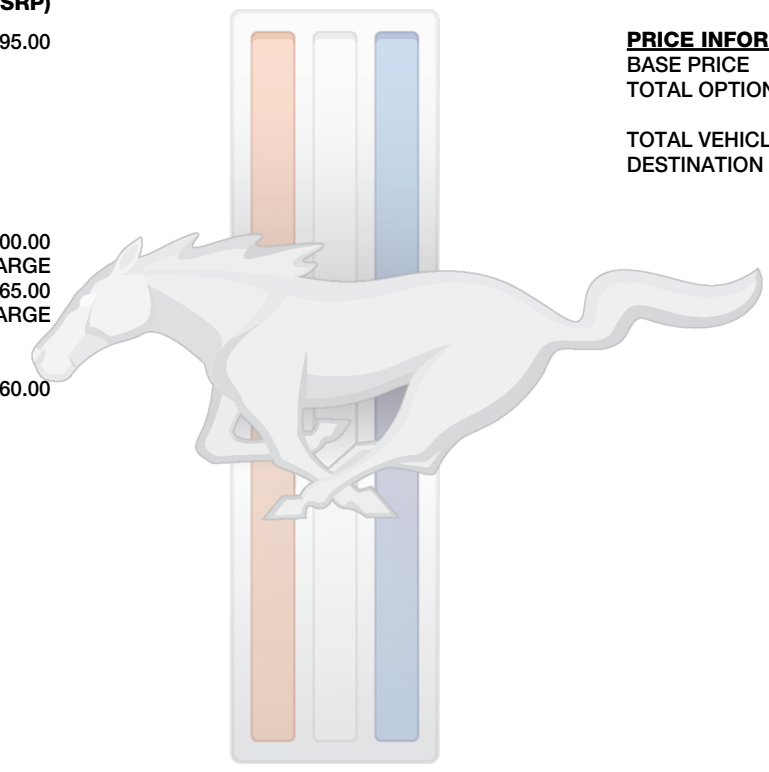 SRP)
95.00
00.00
ARGE
65.00
ARGE
60.00
PRICE INFOR
BASE PRICE
TOTAL OPTION
TOTAL VEHICL
DESTINATION